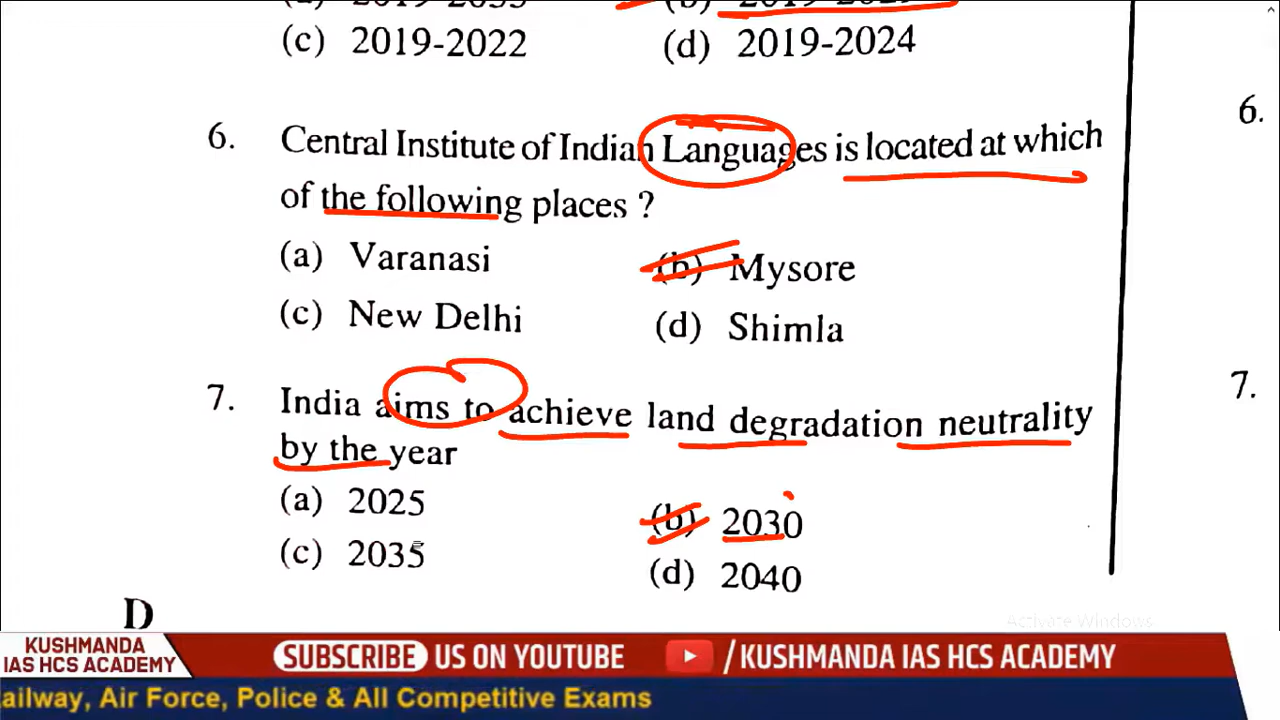 (c) 2019-2022 (d) 2019-2024
6. Central Institute of Indian Languages is located at which
of the following places ?
(a) Varanasi (b) Mysore
(c) New Delhi (d) Shimla
7. India aims to achieve land degradation neutrality
by the year
(a) 2025 (b) 2030
(c) 2035 (d) 2040
D
6.
7.
Activate Windows
KUSHMANDA
IAS HCS ACADEMY
SUBSCRIBE US ON YOUTUBE /KUSHMANDA IAS HCS ACADEMY
ailway, Air Force, Police & All Competitive Exams